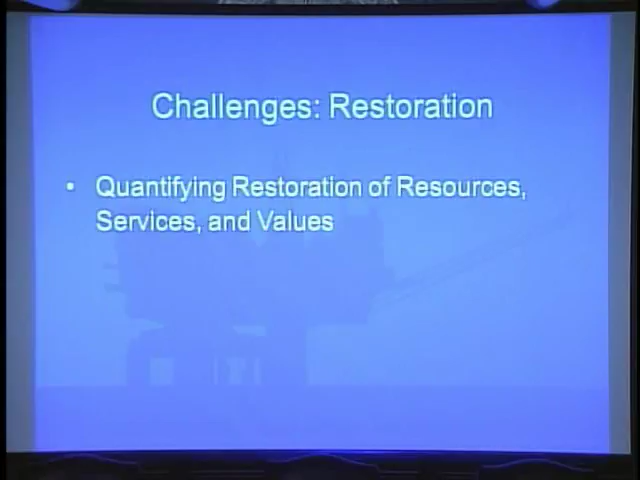 Challenges: Restoration
• Quantifying Restoration of Resources,
Services, and Values